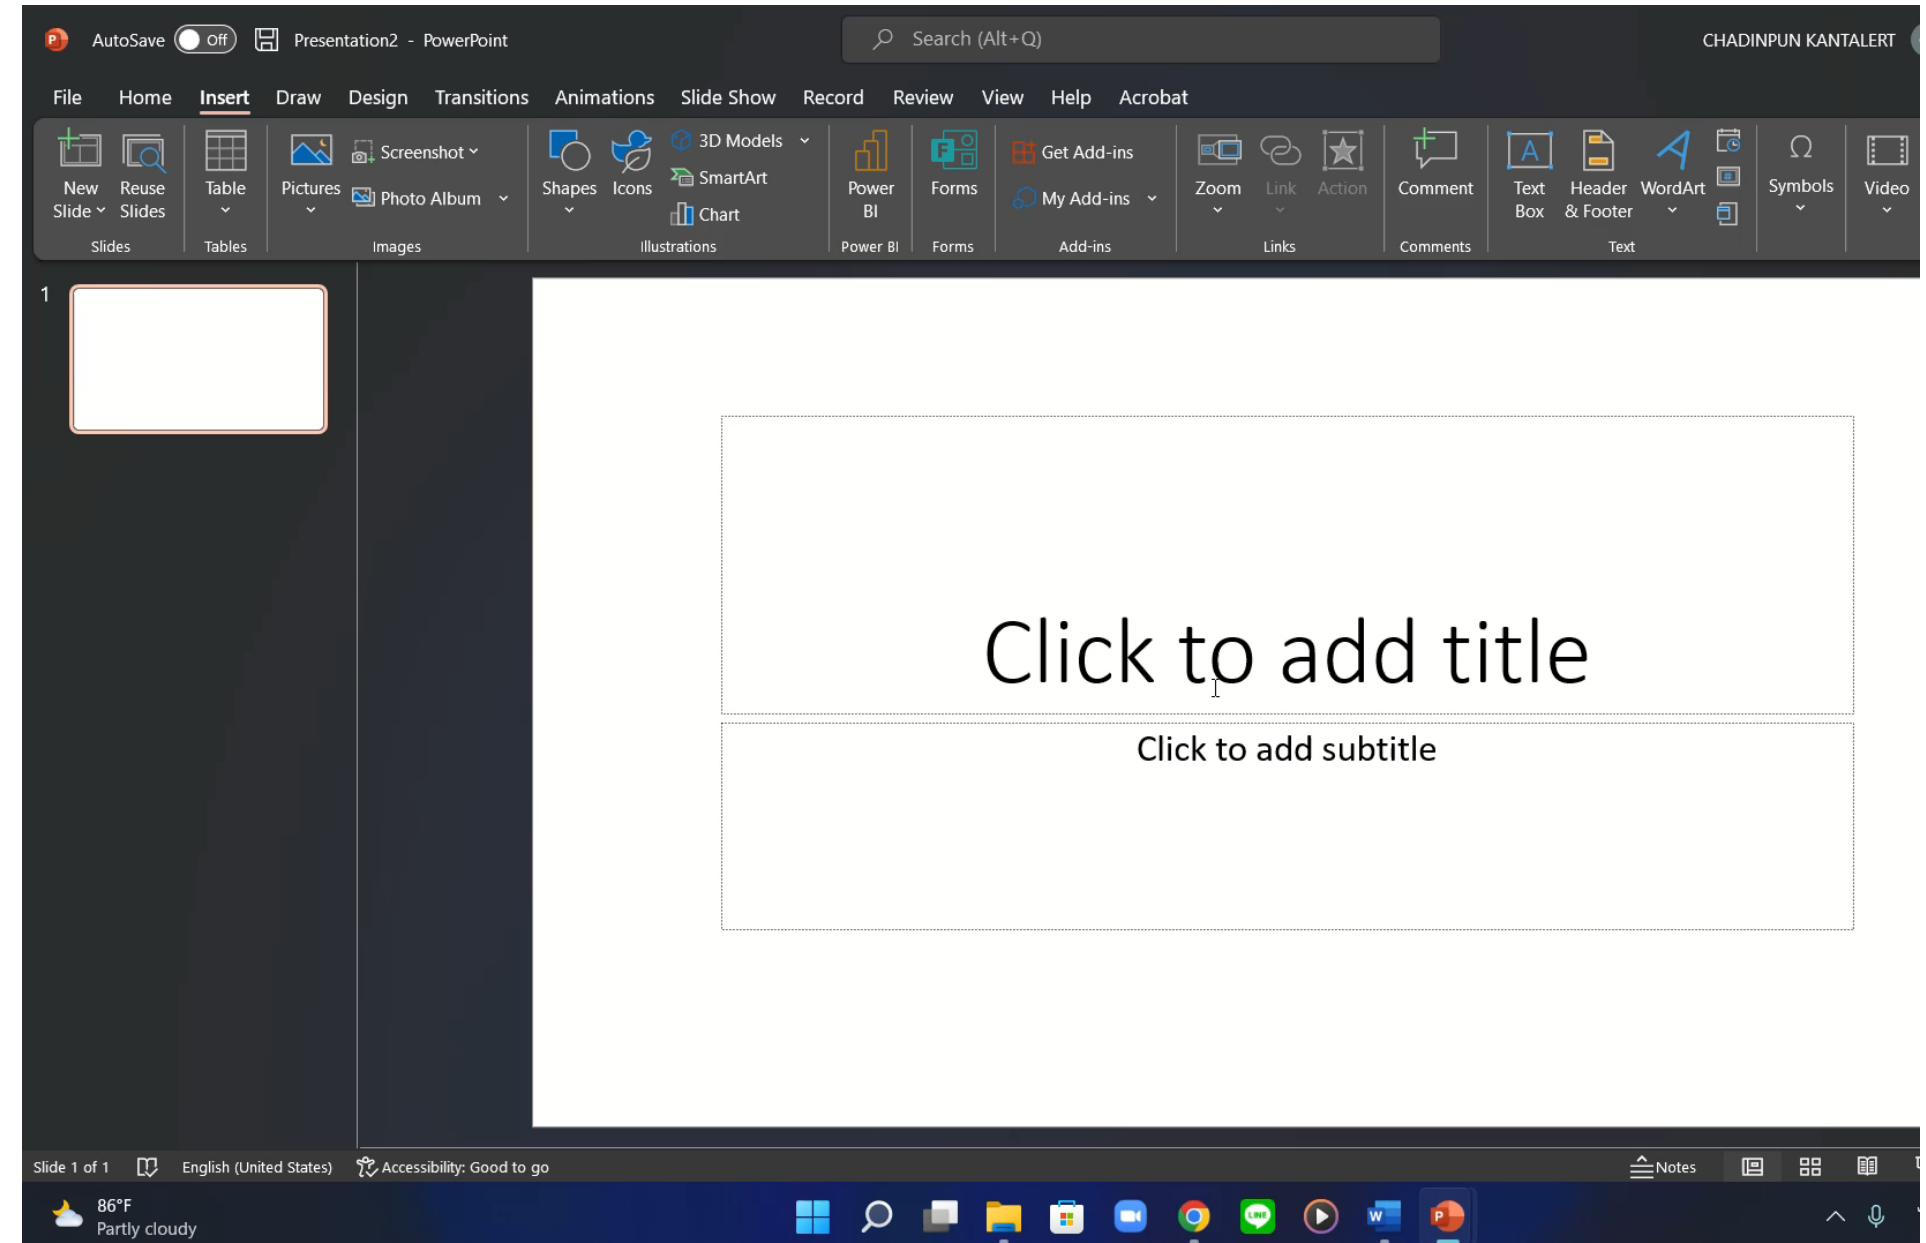 AutoSave Off Presentation2 - PowerPoint Search (Alt+Q) CHADINPUN KANTALERT
File Home Insert Draw Design Transitions Animations Slide Show Record Review View Help Acrobat
New Slide
Reuse Slides
Table
Pictures
Screenshot
Photo Album
Shapes
Icons
3D Models
SmartArt
Chart
Power BI
Forms
Get Add-ins
My Add-ins
Zoom
Link
Action
Comment
Text Box
Header & Footer
WordArt
Symbols
Video
Slides Tables Images Illustrations Power BI Forms Add-ins Links Comments Text
1
Click to add title
Click to add subtitle
Slide 1 of 1 English (United States) Accessibility: Good to go Notes
86°F
Partly cloudy